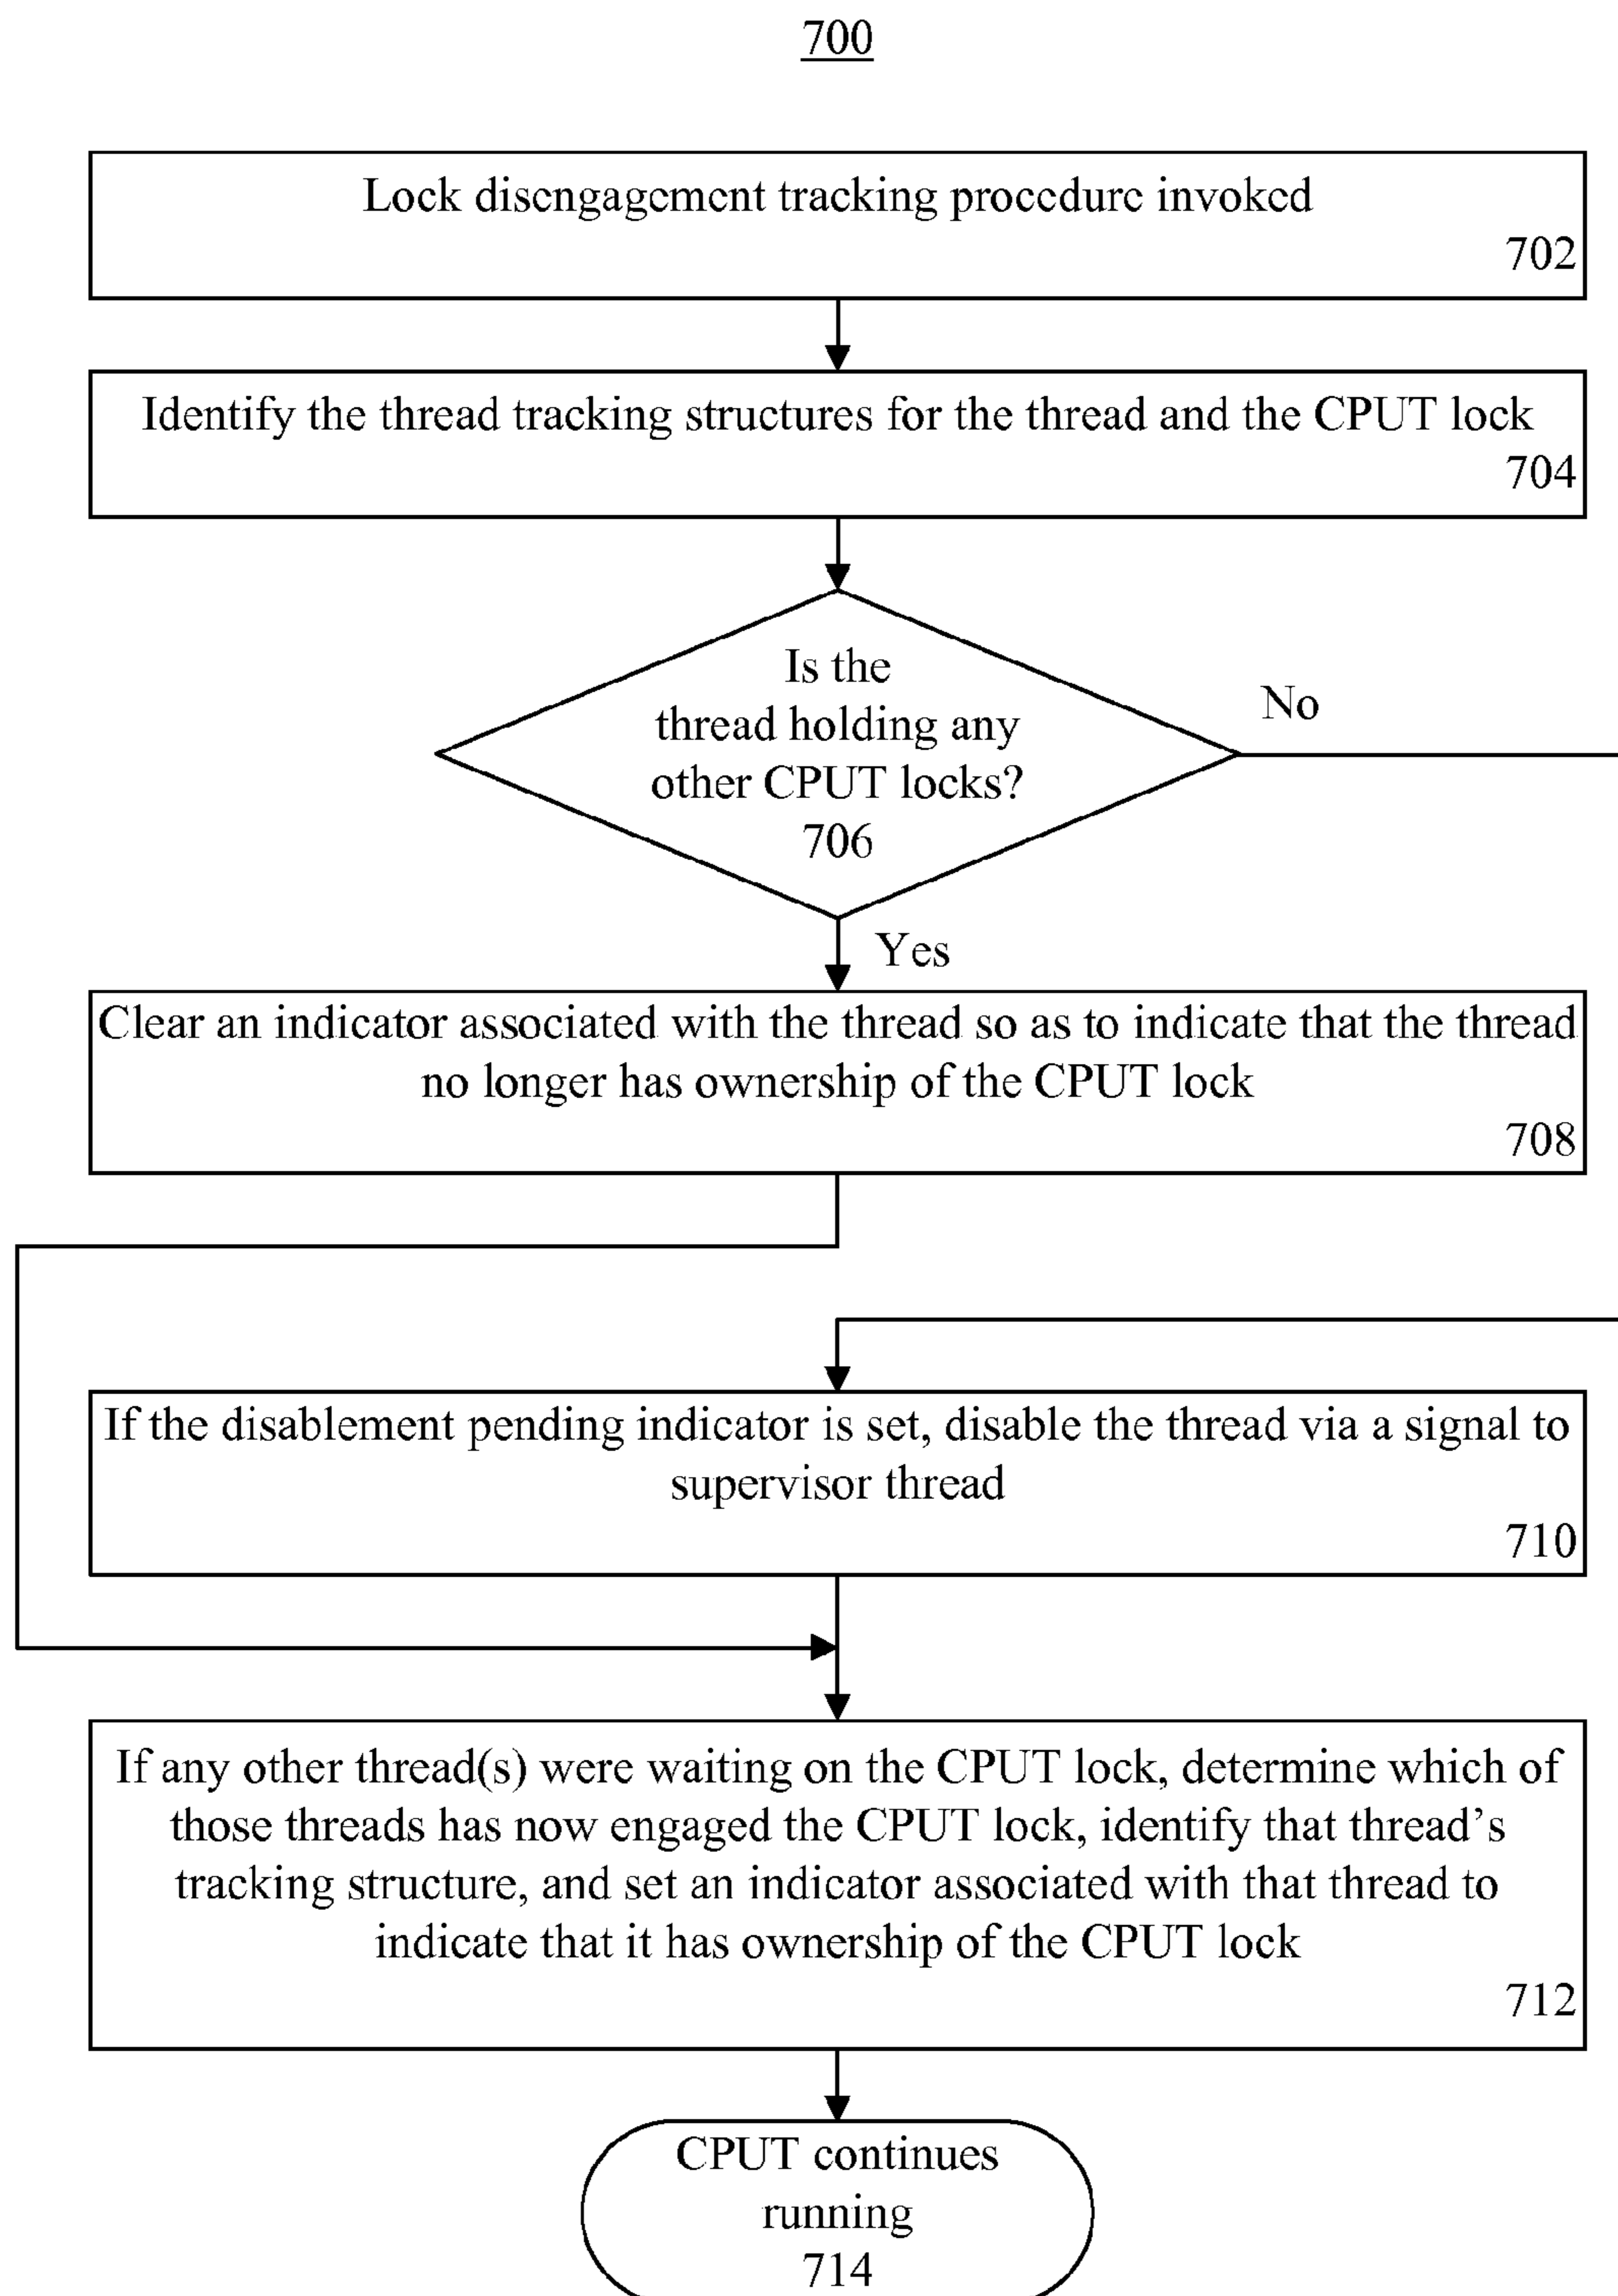 700
Lock disengagement tracking procedure invoked
702
Identify the thread tracking structures for the thread and the CPUT lock
704
Is the
thread holding any
other CPUT locks?
706
No
Yes
Clear an indicator associated with the thread so as to indicate that the thread
no longer has ownership of the CPUT lock
708
If the disablement pending indicator is set, disable the thread via a signal to
supervisor thread
710
If any other thread(s) were waiting on the CPUT lock, determine which of
those threads has now engaged the CPUT lock, identify that thread’s
tracking structure, and set an indicator associated with that thread to
indicate that it has ownership of the CPUT lock
712
CPUT continues
running
714